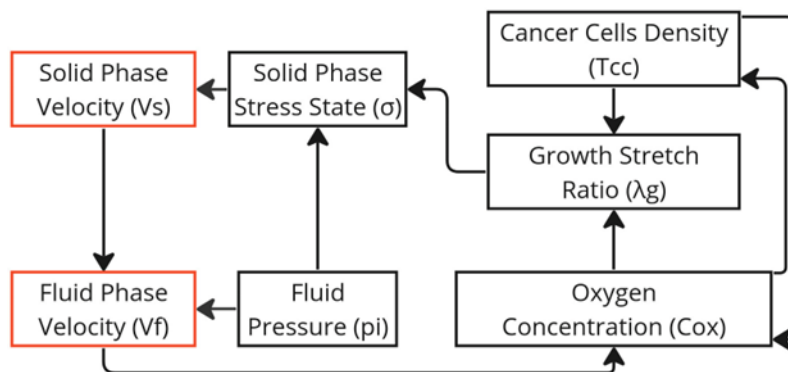 Cancer Cells Density
(Tcc)
Solid Phase
Velocity (Vs)
Solid Phase
Stress State (σ)
Growth Stretch
Ratio (λg)
Fluid Phase
Velocity (Vf)
Fluid
Pressure (pi)
Oxygen
Concentration (Cox)